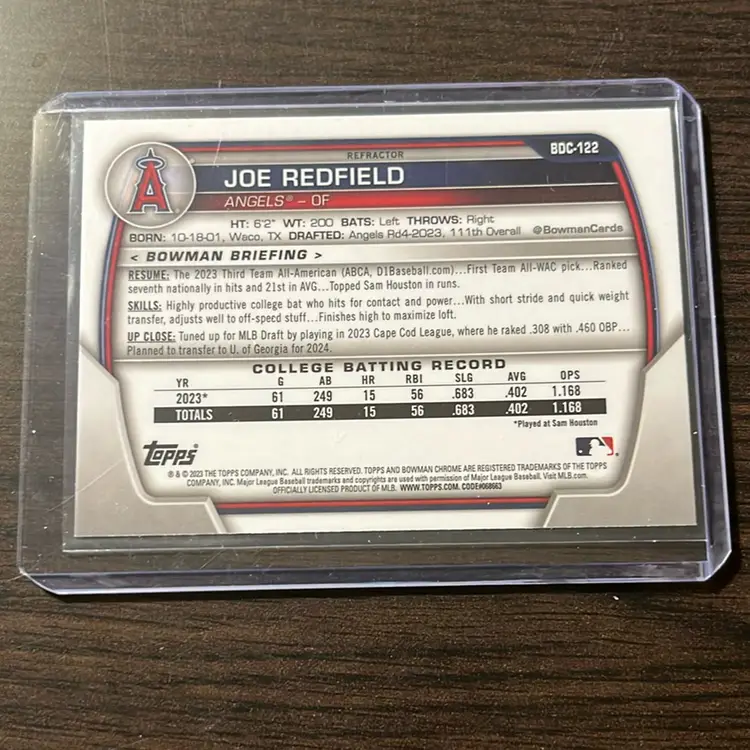 REFRACTOR
BDC-122
A
JOE REDFIELD
ANGELS® – OF
HT: 6'2" WT: 200 BATS: Left THROWS: Right
BORN: 10-18-01, Waco, TX DRAFTED: Angels Rd4-2023, 111th Overall @BowmanCards
< BOWMAN BRIEFING >
RESUME: The 2023 Third Team All-American (ABCA, D1Baseball.com)...First Team All-WAC pick...Ranked
seventh nationally in hits and 21st in AVG...Topped Sam Houston in runs.
SKILLS: Highly productive college bat who hits for contact and power...With short stride and quick weight
transfer, adjusts well to off-speed stuff...Finishes high to maximize loft.
UP CLOSE: Tuned up for MLB Draft by playing in 2023 Cape Cod League, where he raked .308 with .460 OBP...
Planned to transfer to U. of Georgia for 2024.
COLLEGE BATTING RECORD
YR G AB HR RBI SLG AVG OPS
2023* 61 249 15 56 .683 .402 1.168
TOTALS 61 249 15 56 .683 .402 1.168
*Played at Sam Houston
Topps®
® & © 2023 THE TOPPS COMPANY, INC. ALL RIGHTS RESERVED. TOPPS AND BOWMAN CHROME ARE REGISTERED TRADEMARKS OF THE TOPPS
COMPANY, INC. Major League Baseball trademarks and copyrights are used with permission of Major League Baseball. Visit MLB.com.
OFFICIALLY LICENSED PRODUCT OF MLB. WWW.TOPPS.COM. CODE#068663